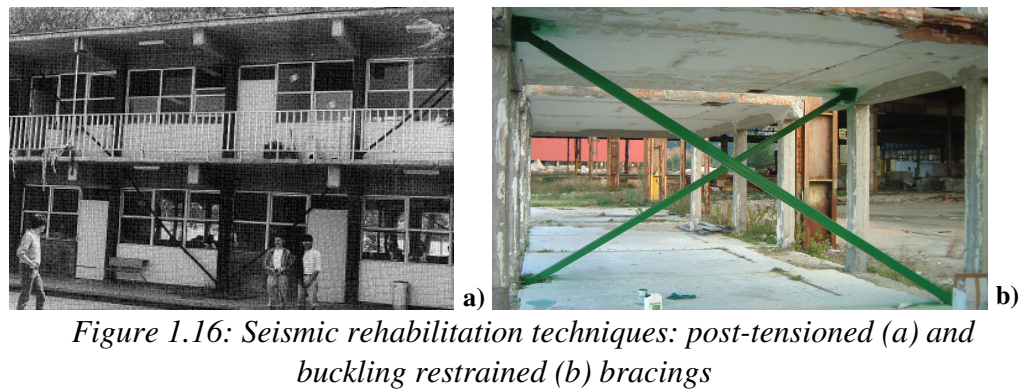 a)
b)
Figure 1.16: Seismic rehabilitation techniques: post-tensioned (a) and
buckling restrained (b) bracings